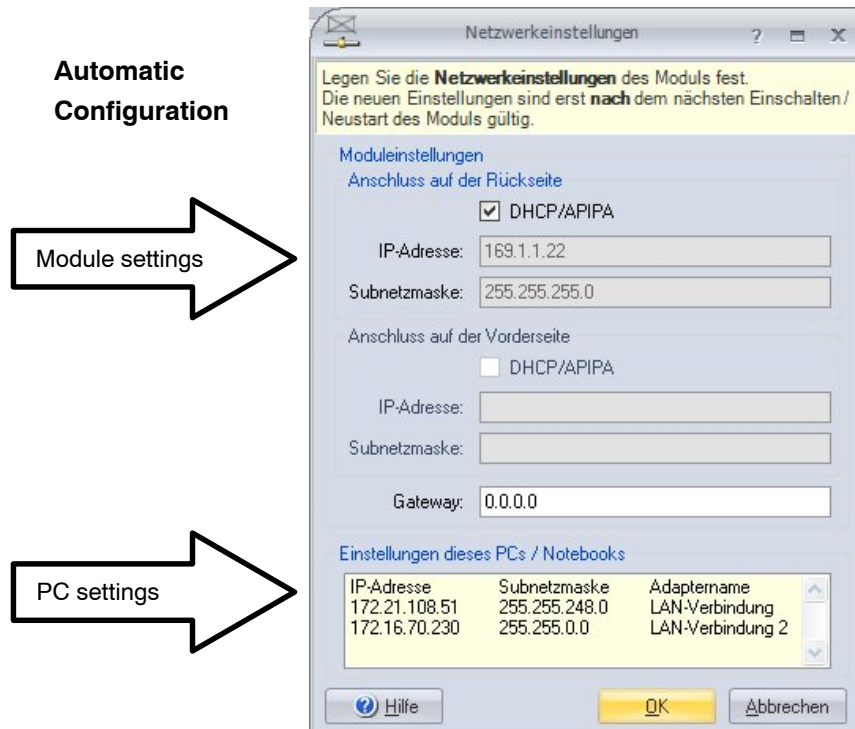 Automatic
Configuration
Netzwerkeinstellungen
Legen Sie die Netzwerkeinstellungen des Moduls fest.
Die neuen Einstellungen sind erst nach dem nächsten Einschalten /
Neustart des Moduls gültig.
Moduleinstellungen
Anschluss auf der Rückseite
DHCP/APIPA
Module settings
IP-Adresse: 169.1.1.22
Subnetzmaske: 255.255.255.0
Anschluss auf der Vorderseite
DHCP/APIPA
IP-Adresse:
Subnetzmaske:
Gateway: 0.0.0.0
PC settings
Einstellungen dieses PCs / Notebooks
IP-Adresse Subnetzmaske Adaptername
172.21.108.51 255.255.248.0 LAN-Verbindung
172.16.70.230 255.255.0.0 LAN-Verbindung 2
Hilfe OK Abbrechen